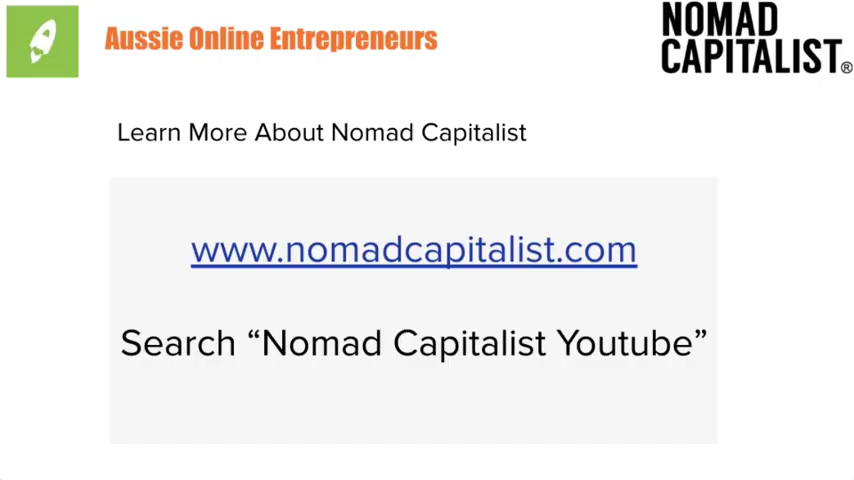 Aussie Online Entrepreneurs
NOMAD
CAPITALIST®
Learn More About Nomad Capitalist
www.nomadcapitalist.com
Search “Nomad Capitalist Youtube”